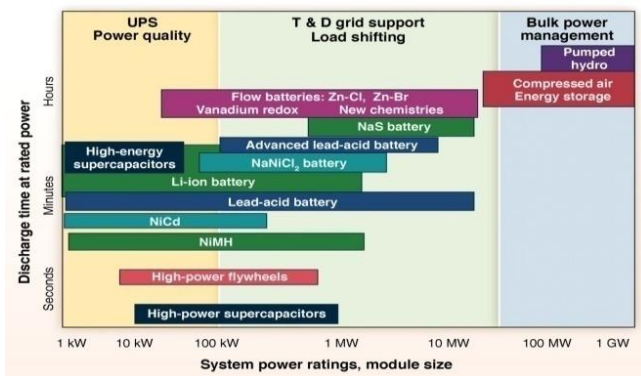 UPS
Power quality
T & D grid support
Load shifting
Bulk power
management
Pumped
hydro
Compressed air
Energy storage
Flow batteries: Zn-Cl, Zn-Br
Vanadium redox New chemistries
NaS battery
Advanced lead-acid battery
High-energy
supercapacitors
NaNiCl₂ battery
Li-ion battery
Lead-acid battery
NiCd
NiMH
High-power flywheels
High-power supercapacitors
Discharge time at rated power
Hours
Minutes
Seconds
1 kW 10 kW 100 kW 1 MW 10 MW 100 MW 1 GW
System power ratings, module size